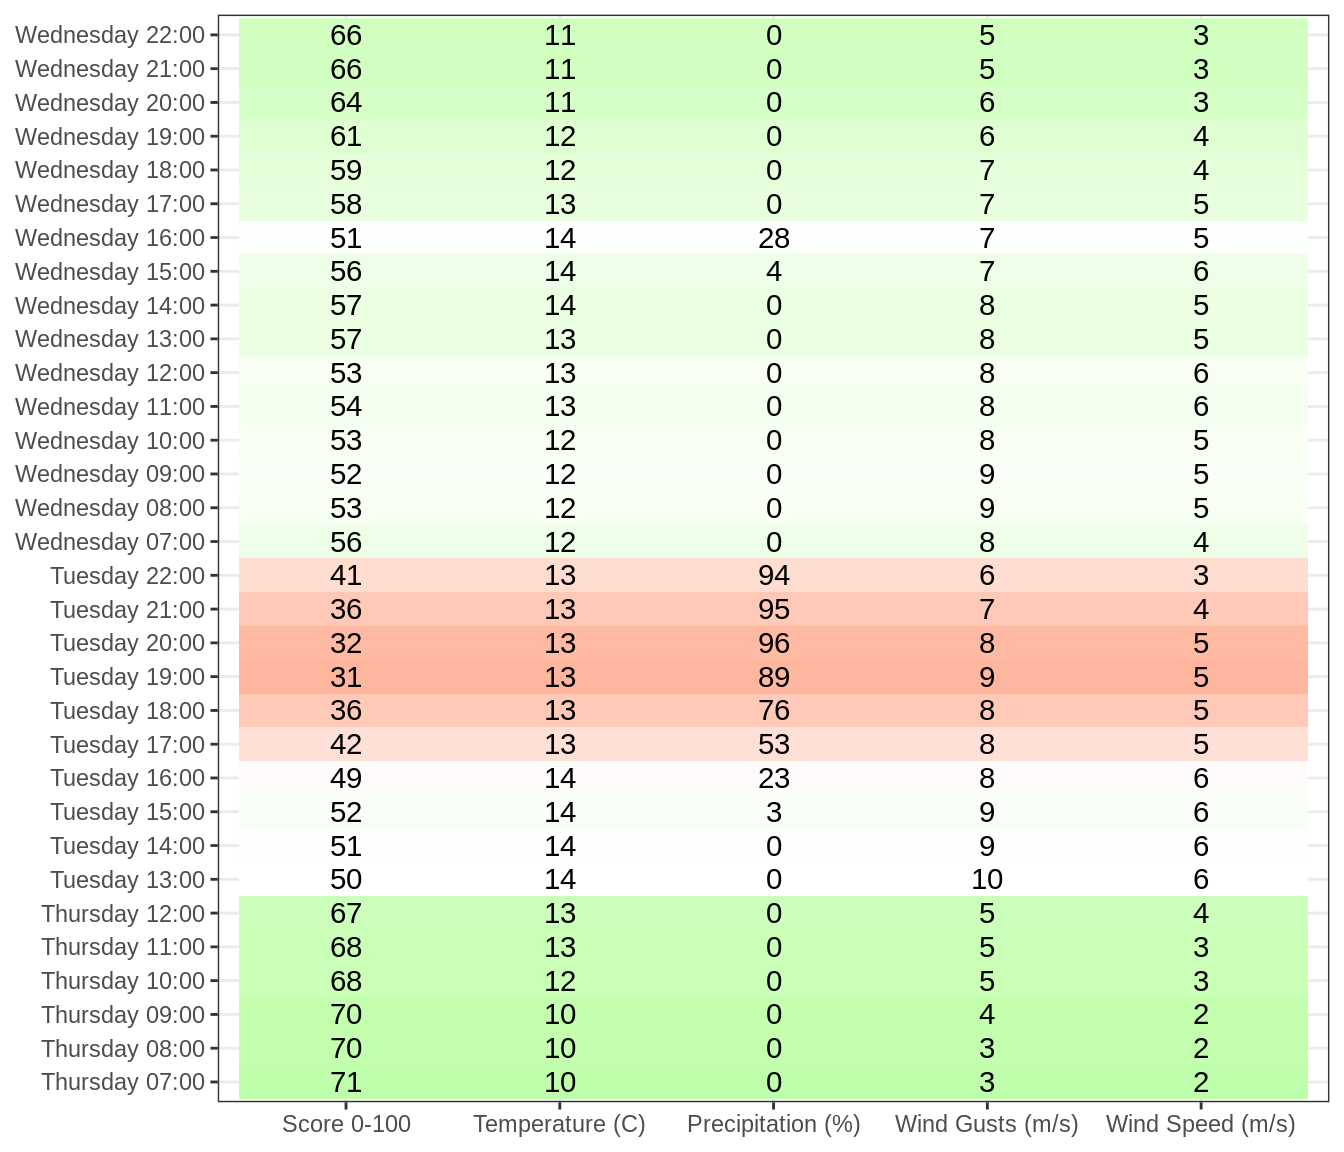 Wednesday 22:00 66 11 0 5 3
Wednesday 21:00 66 11 0 5 3
Wednesday 20:00 64 11 0 6 3
Wednesday 19:00 61 12 0 6 4
Wednesday 18:00 59 12 0 7 4
Wednesday 17:00 58 13 0 7 5
Wednesday 16:00 51 14 28 7 5
Wednesday 15:00 56 14 4 7 6
Wednesday 14:00 57 14 0 8 5
Wednesday 13:00 57 13 0 8 5
Wednesday 12:00 53 13 0 8 6
Wednesday 11:00 54 13 0 8 6
Wednesday 10:00 53 12 0 8 5
Wednesday 09:00 52 12 0 9 5
Wednesday 08:00 53 12 0 9 5
Wednesday 07:00 56 12 0 8 4
Tuesday 22:00 41 13 94 6 3
Tuesday 21:00 36 13 95 7 4
Tuesday 20:00 32 13 96 8 5
Tuesday 19:00 31 13 89 9 5
Tuesday 18:00 36 13 76 8 5
Tuesday 17:00 42 13 53 8 5
Tuesday 16:00 49 14 23 8 6
Tuesday 15:00 52 14 3 9 6
Tuesday 14:00 51 14 0 9 6
Tuesday 13:00 50 14 0 10 6
Thursday 12:00 67 13 0 5 4
Thursday 11:00 68 13 0 5 3
Thursday 10:00 68 12 0 5 3
Thursday 09:00 70 10 0 4 2
Thursday 08:00 70 10 0 3 2
Thursday 07:00 71 10 0 3 2
Score 0-100 Temperature (C) Precipitation (%) Wind Gusts (m/s) Wind Speed (m/s)